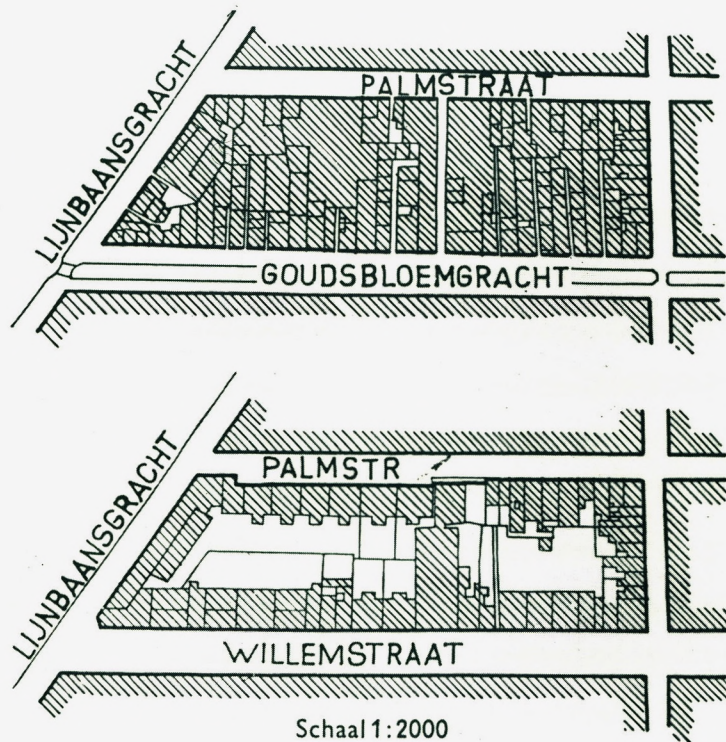 PALMSTRAAT
LIJNBAANSGRACHT
GOUDSBLOEMGRACHT
PALMSTR
LIJNBAANSGRACHT
WILLEMSTRAAT
Schaal 1:2000